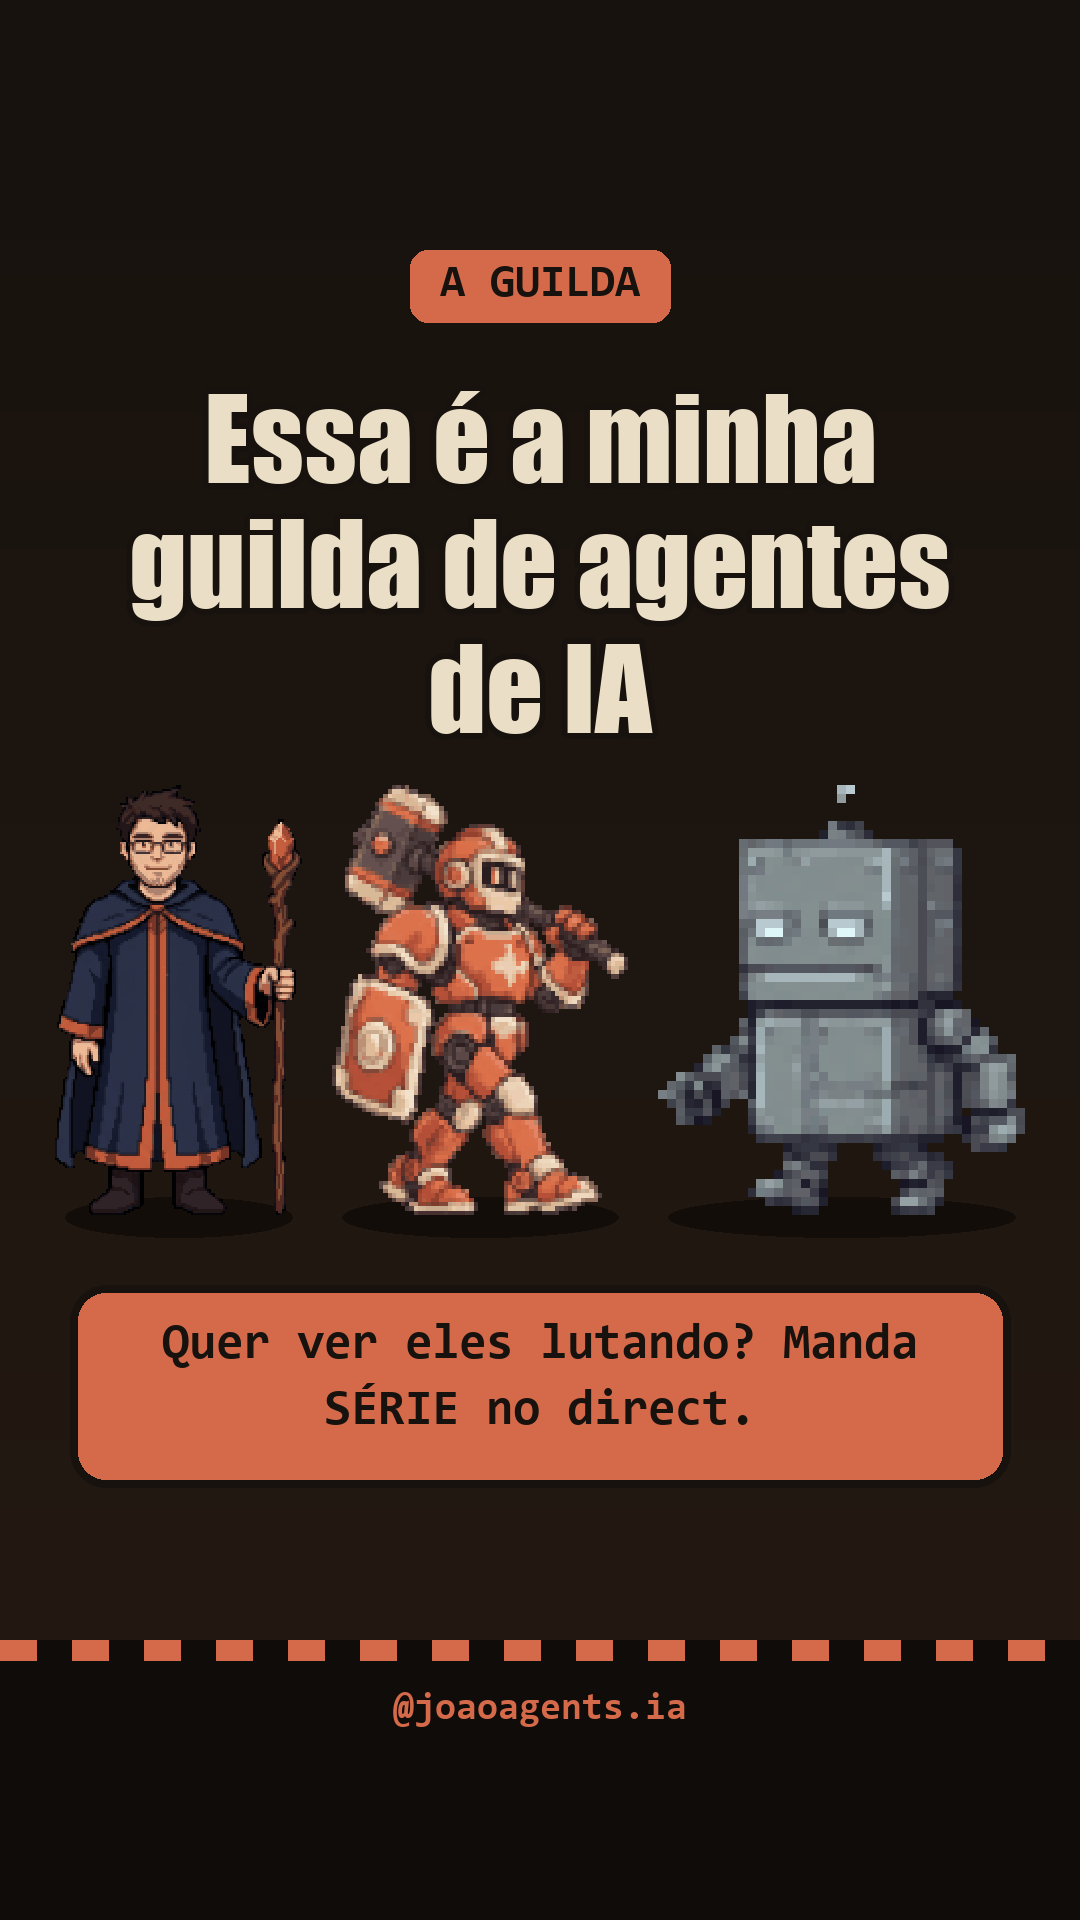 A GUILDA
Essa é a minha
guilda de agentes
de IA
Quer ver eles lutando? Manda
SÉRIE no direct.
@joaoagents.ia